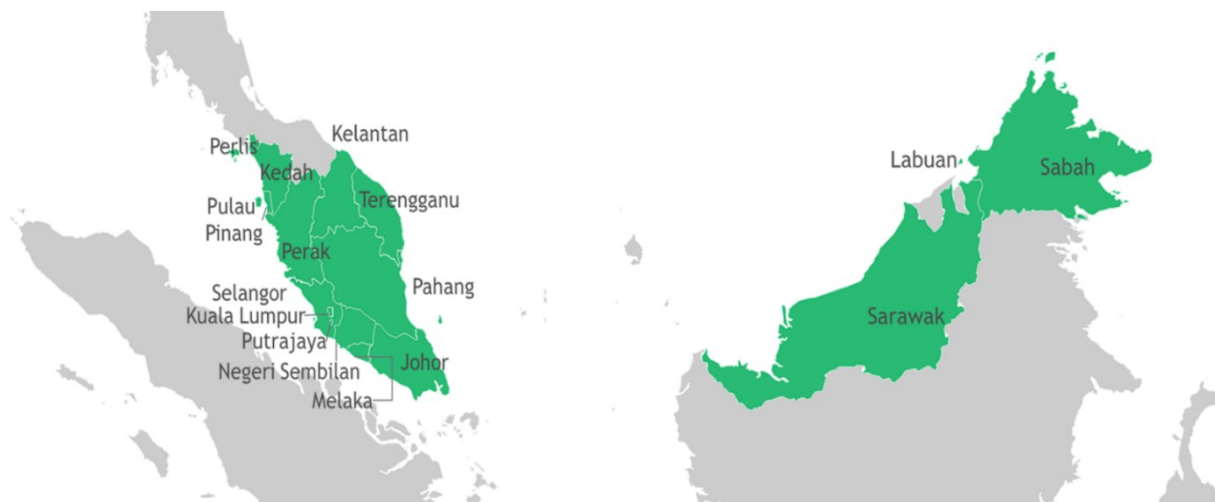 Kelantan
Perlis
Kedah
Labuan
Sabah
Terengganu
Pulau
Pinang
Perak
Pahang
Selangor
Kuala Lumpur
Sarawak
Putrajaya
Johor
Negeri Sembilan
Melaka